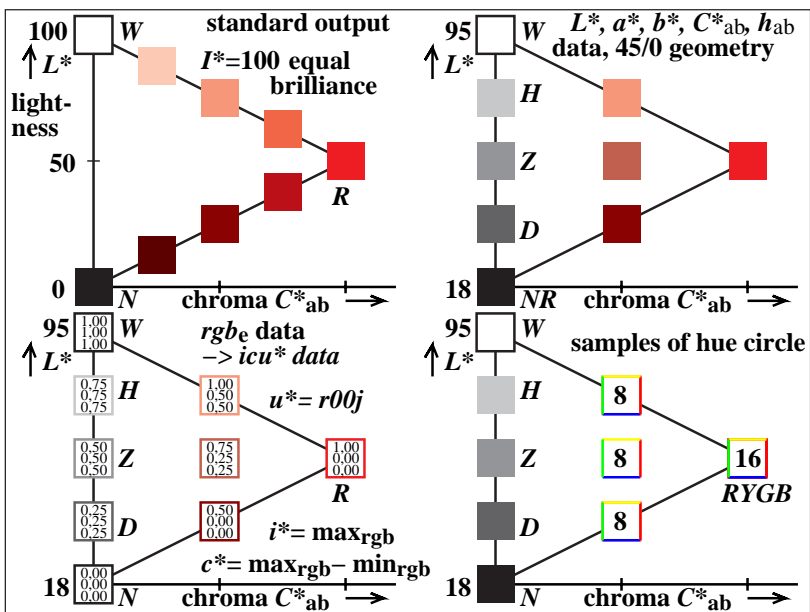 100 W standard output
L* I*=100 equal
brilliance
light-
ness
50
R
0 N chroma C*ab
95 W L*, a*, b*, C*ab, hab
L* data, 45/0 geometry
H
Z
D
18 NR chroma C*ab
95 1,00 1,00 1,00 W rgbe data
L* –> icu* data
0,75 0,75 0,75 H 1,00 0,50 0,50 u*= r00j
0,50 0,50 0,50 Z 0,75 0,25 0,25 1,00 0,00 0,00
R
0,25 0,25 0,25 D 0,50 0,00 0,00 i*= maxrgb
c*= maxrgb– minrgb
18 0,00 0,00 0,00 N chroma C*ab
95 W samples of hue circle
L*
H 8
Z 8 16
RYGB
D 8
18 N chroma C*ab